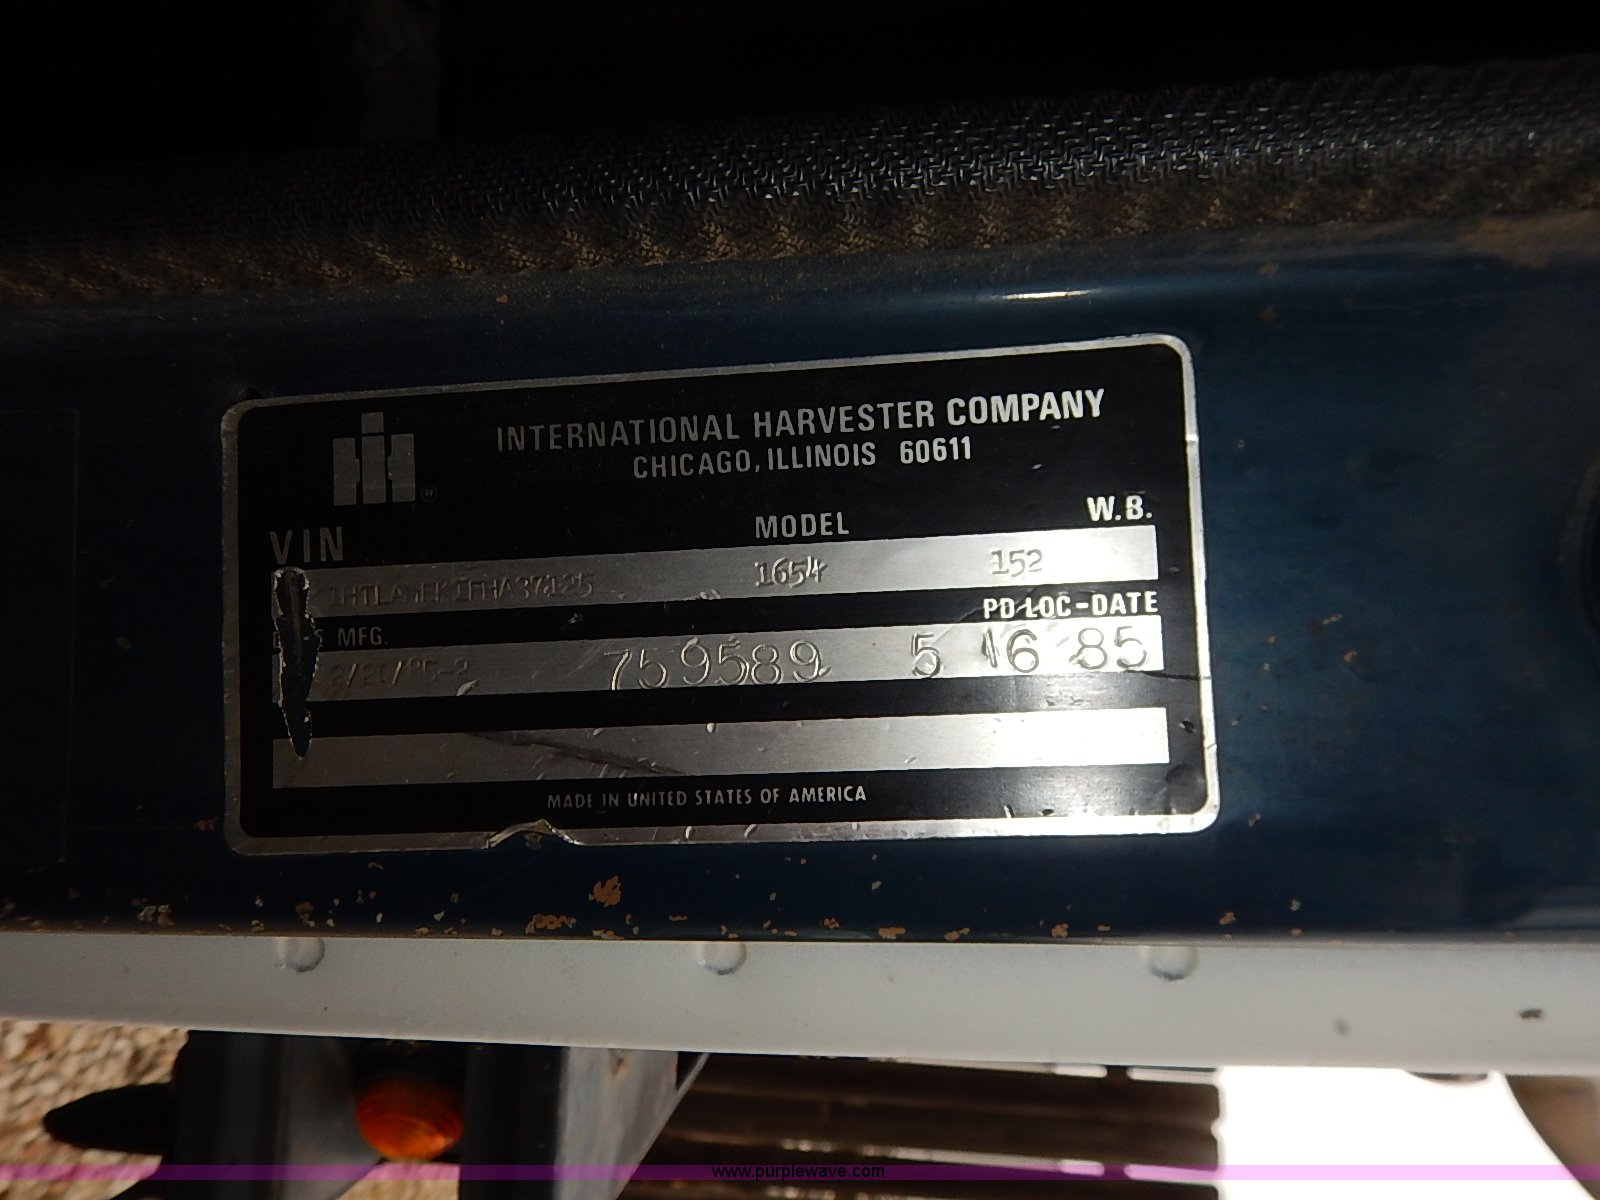 INTERNATIONAL HARVESTER COMPANY
CHICAGO, ILLINOIS 60611
VIN MODEL W.B.
1654 152
MFG. PD LOC-DATE
759589 5 16 85
MADE IN UNITED STATES OF AMERICA
www.purplewave.com